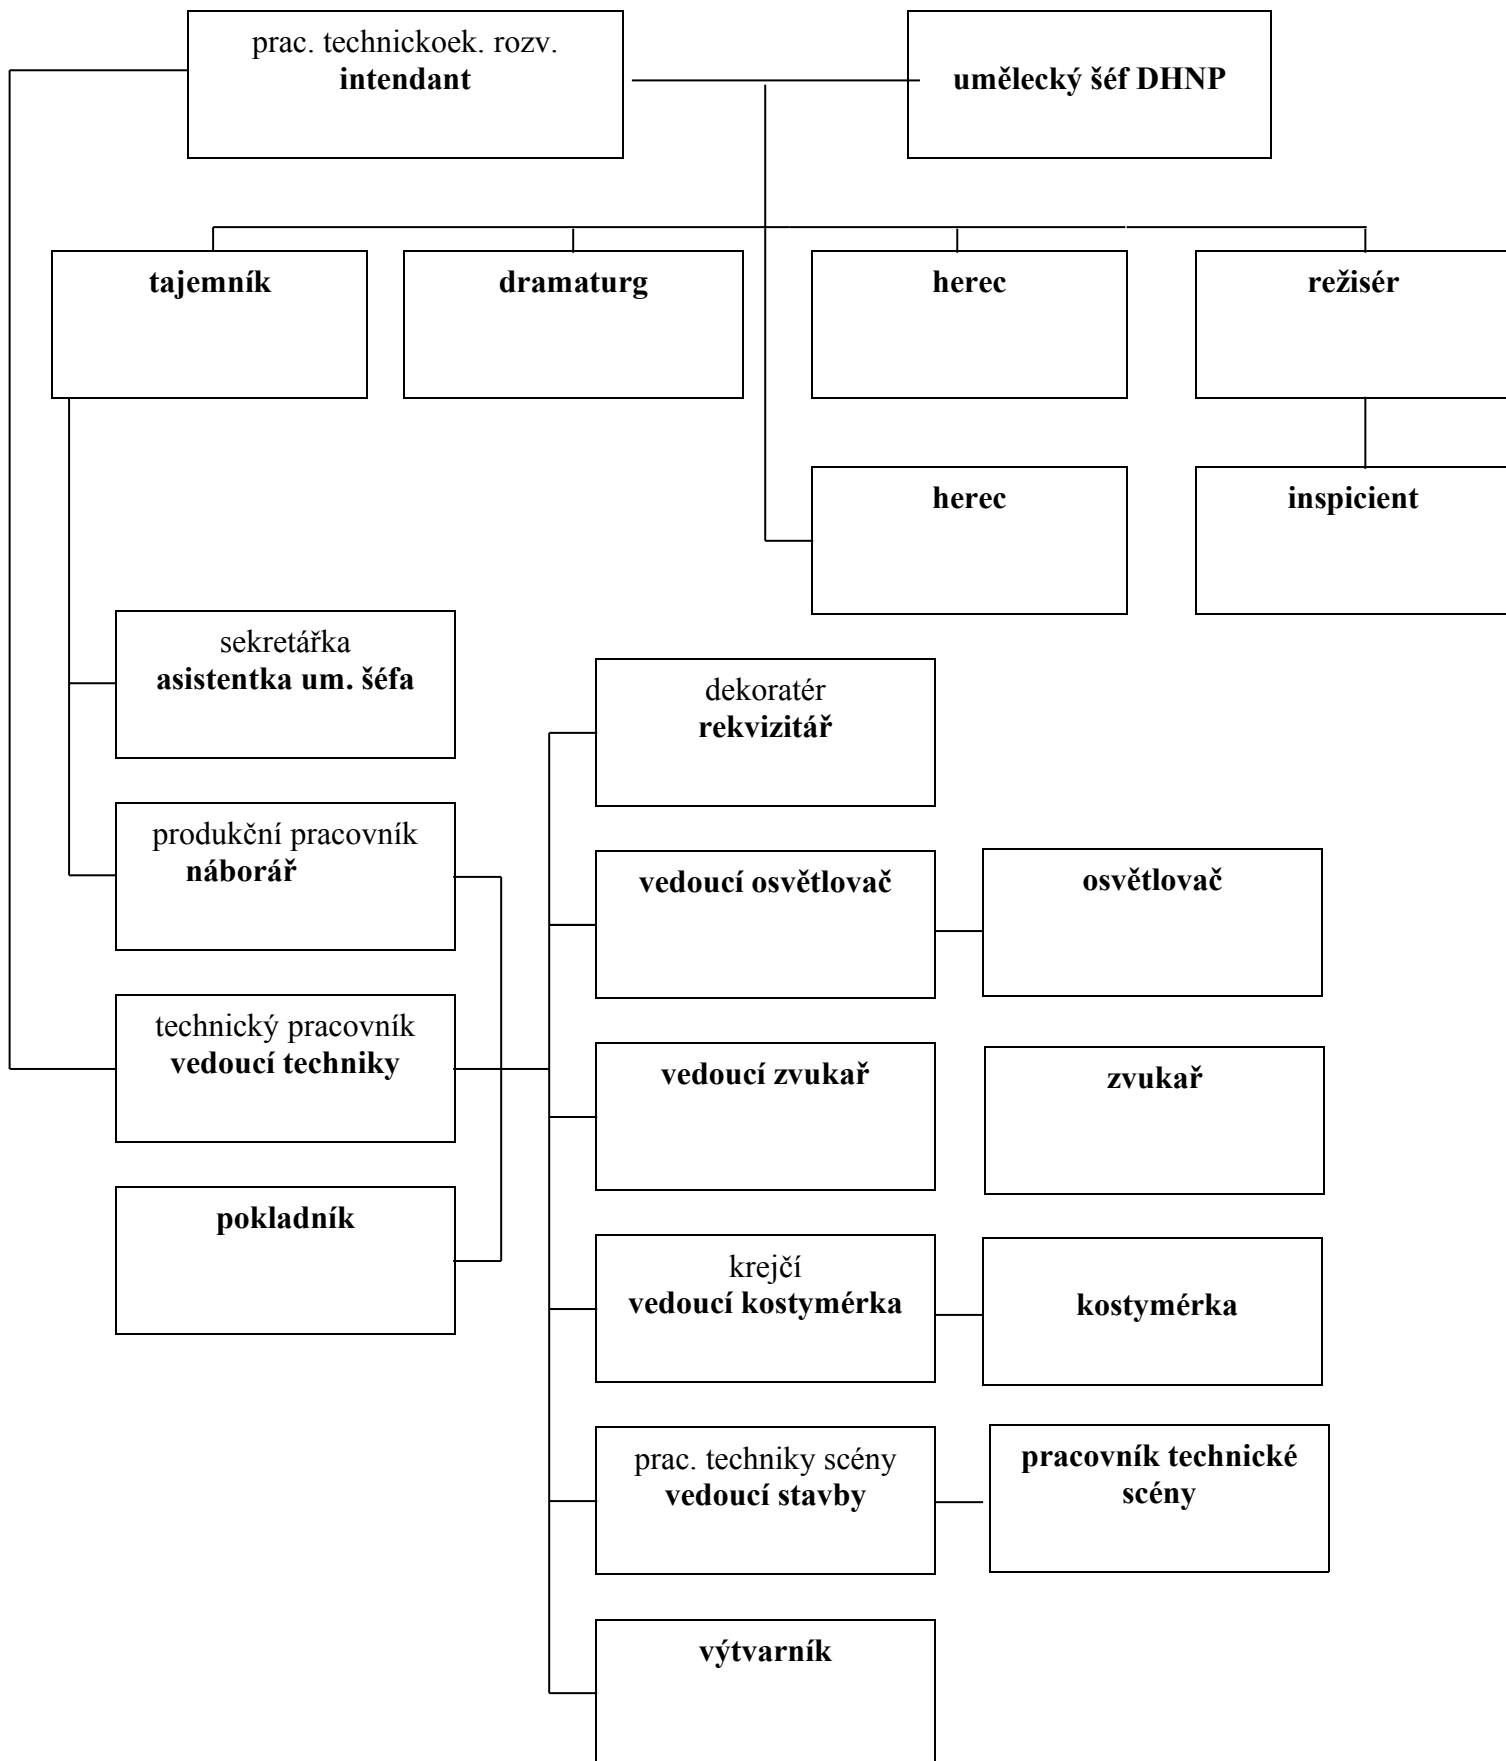 prac. technickoek. rozv.
intendant
umělecký šéf DHNP
tajemník
dramaturg
herec
režisér
herec
inspicient
sekretářka
asistentka um. šéfa
dekoratér
rekvizitář
produkční pracovník
náborář
vedoucí osvětlovač
osvětlovač
technický pracovník
vedoucí techniky
vedoucí zvukař
zvukař
pokladník
krejčí
vedoucí kostymérka
kostymérka
prac. techniky scény
vedoucí stavby
pracovník technické
scény
výtvarník